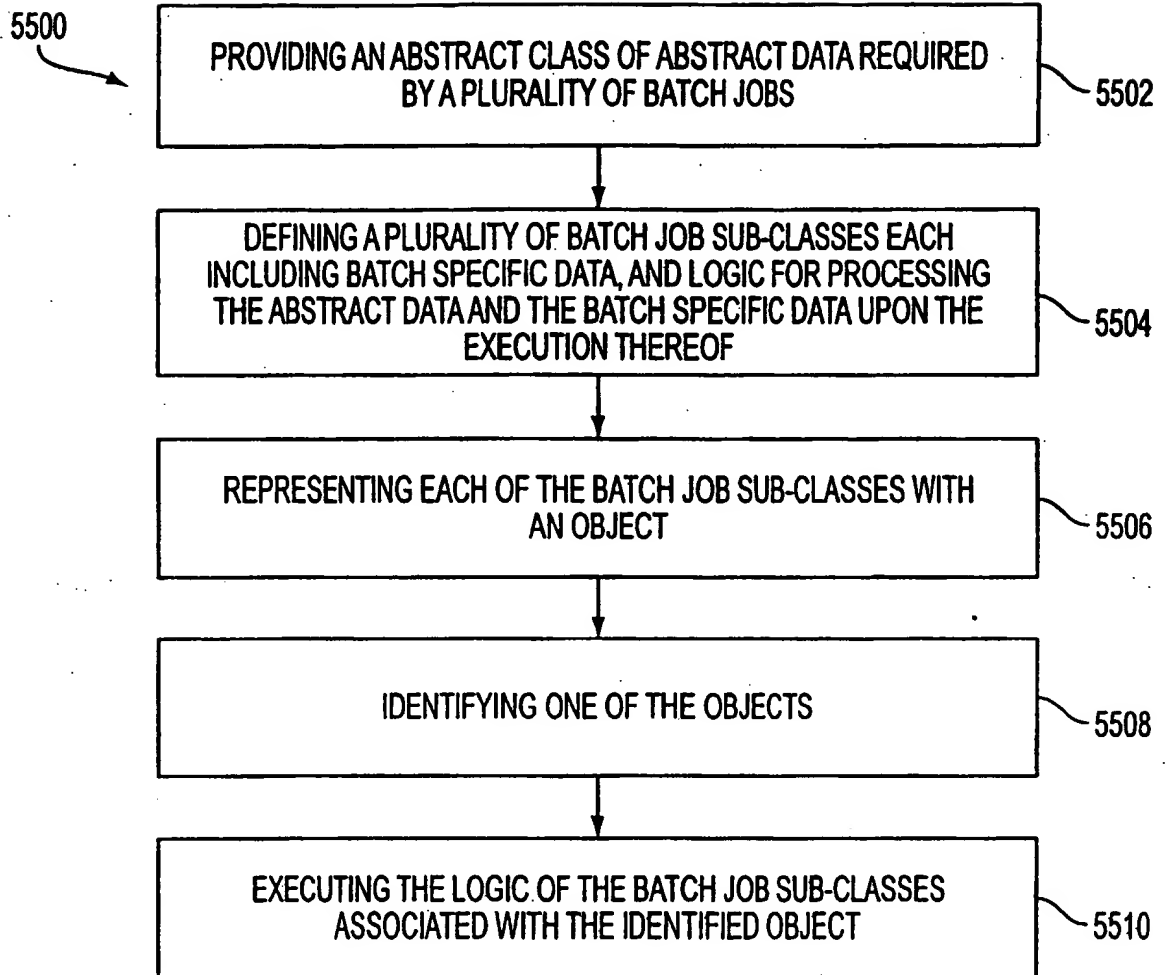 5500
PROVIDING AN ABSTRACT CLASS OF ABSTRACT DATA REQUIRED
BY A PLURALITY OF BATCH JOBS
5502
DEFINING A PLURALITY OF BATCH JOB SUB-CLASSES EACH
INCLUDING BATCH SPECIFIC DATA, AND LOGIC FOR PROCESSING
THE ABSTRACT DATA AND THE BATCH SPECIFIC DATA UPON THE
EXECUTION THEREOF
5504
REPRESENTING EACH OF THE BATCH JOB SUB-CLASSES WITH
AN OBJECT
5506
IDENTIFYING ONE OF THE OBJECTS
5508
EXECUTING THE LOGIC OF THE BATCH JOB SUB-CLASSES
ASSOCIATED WITH THE IDENTIFIED OBJECT
5510